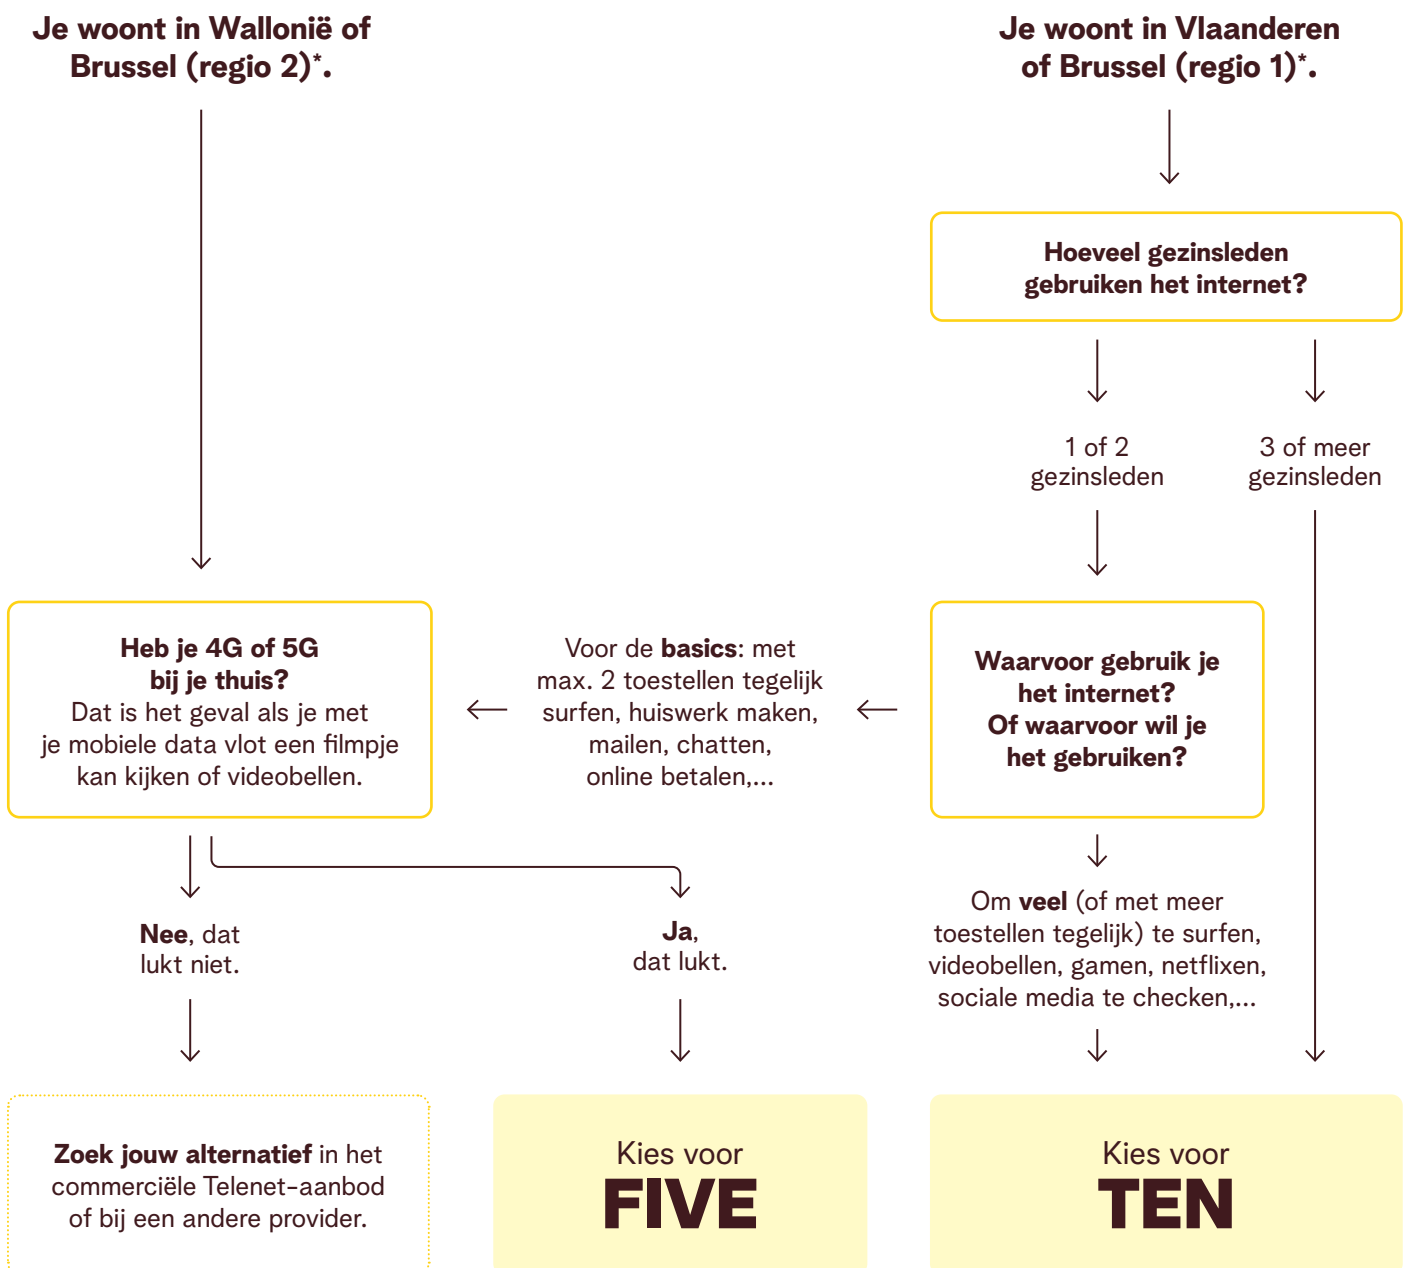 Je woont in Wallonië of
Brussel (regio 2)*.
Je woont in Vlaanderen
of Brussel (regio 1)*.
Hoeveel gezinsleden
gebruiken het internet?
1 of 2
gezinsleden
3 of meer
gezinsleden
Heb je 4G of 5G
bij je thuis?
Dat is het geval als je met
je mobiele data vlot een filmpje
kan kijken of videobellen.
Voor de basics: met
max. 2 toestellen tegelijk
surfen, huiswerk maken,
mailen, chatten,
online betalen,...
Waarvoor gebruik je
het internet?
Of waarvoor wil je
het gebruiken?
Nee, dat
lukt niet.
Ja,
dat lukt.
Om veel (of met meer
toestellen tegelijk) te surfen,
videobellen, gamen, netflixen,
sociale media te checken,...
Zoek jouw alternatief in het
commerciële Telenet-aanbod
of bij een andere provider.
Kies voor
FIVE
Kies voor
TEN